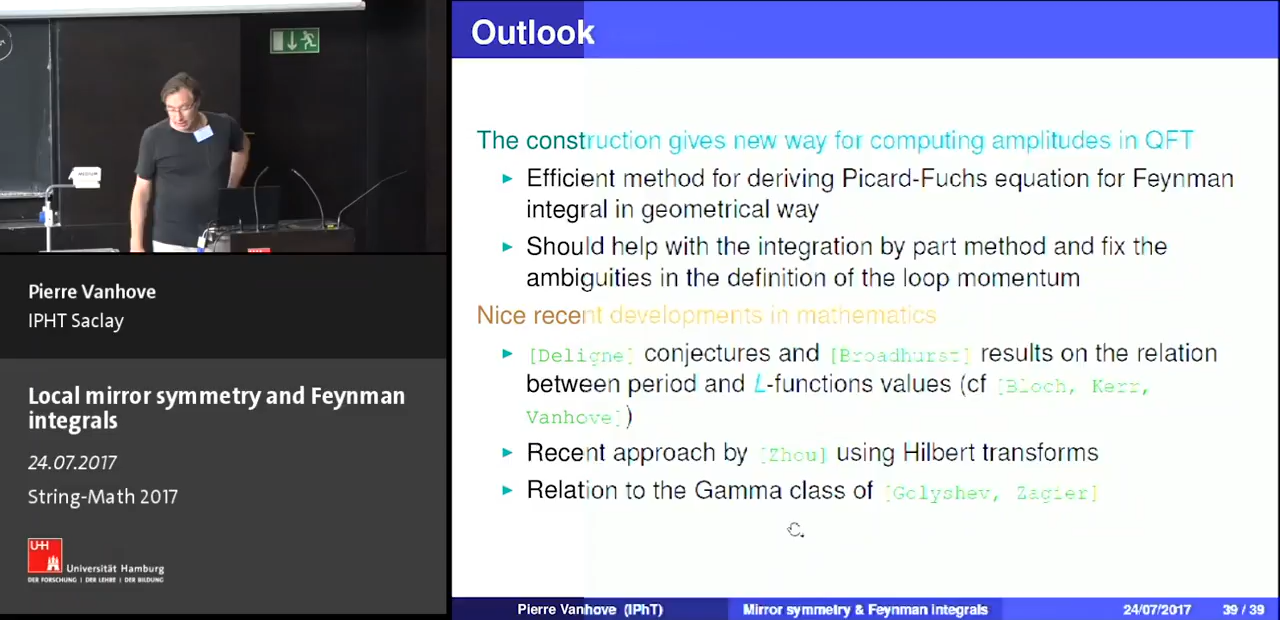 Outlook
The construction gives new way for computing amplitudes in QFT
Efficient method for deriving Picard-Fuchs equation for Feynman
integral in geometrical way
Should help with the integration by part method and fix the
ambiguities in the definition of the loop momentum
Nice recent developments in mathematics
[Deligne] conjectures and [Broadhurst] results on the relation
between period and L-functions values (cf [Bloch, Kerr,
Vanhove])
Recent approach by [Zhou] using Hilbert transforms
Relation to the Gamma class of [Golyshev, Zagier]
Pierre Vanhove (IPhT)
Mirror symmetry & Feynman integrals
24/07/2017
39 / 39
Pierre Vanhove
IPHT Saclay
Local mirror symmetry and Feynman
integrals
24.07.2017
String-Math 2017
UHH
Universität Hamburg
DER FORSCHUNG | DER LEHRE | DER BILDUNG